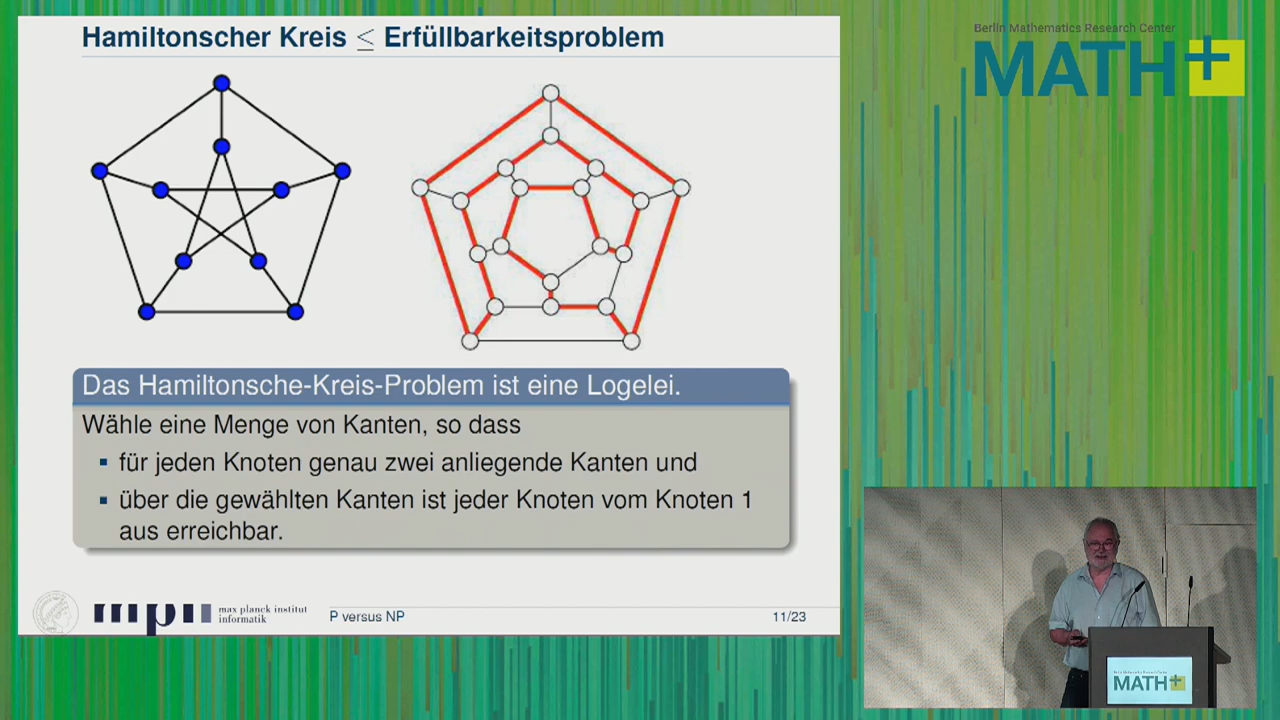 Hamiltonscher Kreis ≤ Erfüllbarkeitsproblem
Das Hamiltonsche-Kreis-Problem ist eine Logelei.
Wähle eine Menge von Kanten, so dass
▪ für jeden Knoten genau zwei anliegende Kanten und
▪ über die gewählten Kanten ist jeder Knoten vom Knoten 1
aus erreichbar.
max planck institut
informatik
P versus NP
11/23
Berlin Mathematics Research Center
MATH+
MATH+